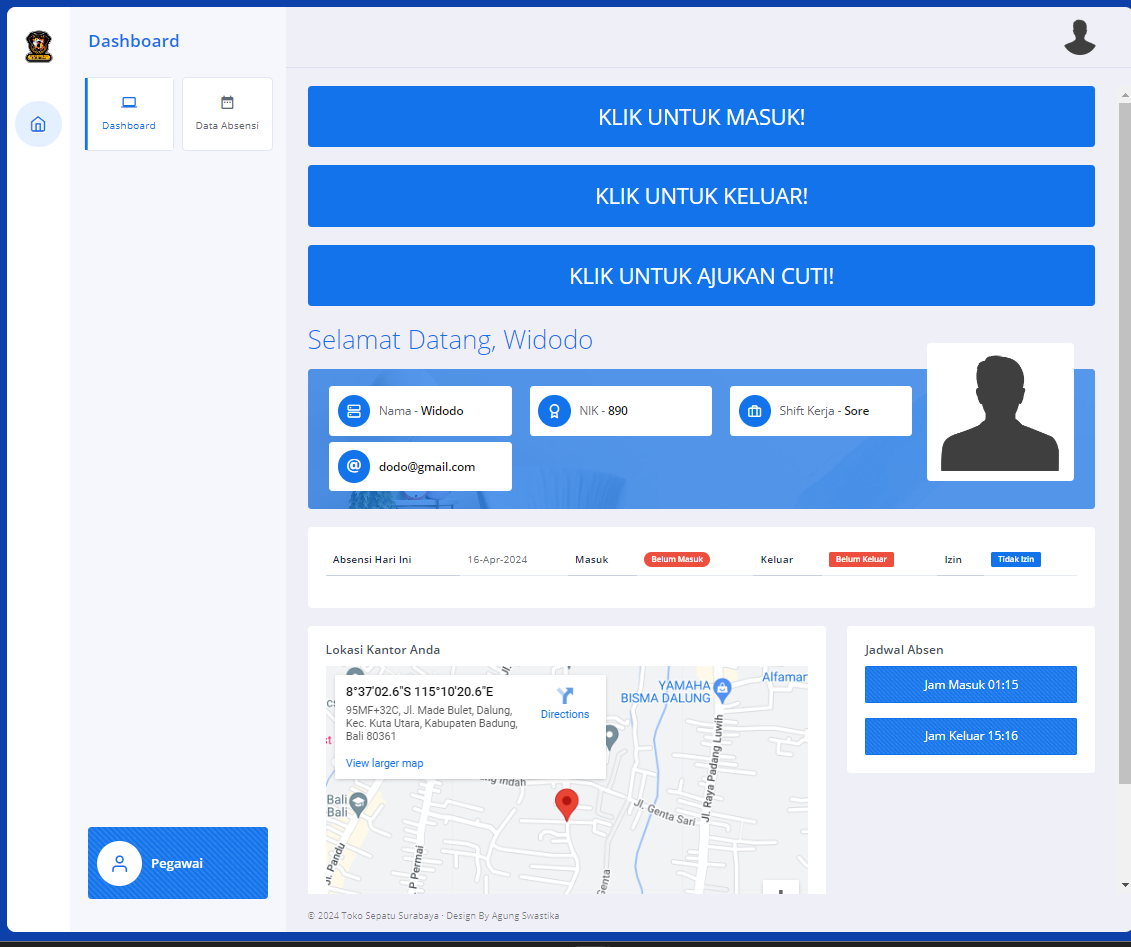 Dashboard
Dashboard
Data Absensi
KLIK UNTUK MASUK!
KLIK UNTUK KELUAR!
KLIK UNTUK AJUKAN CUTI!
Selamat Datang, Widodo
Nama - Widodo
NIK - 890
Shift Kerja - Sore
@ dodo@gmail.com
Absensi Hari Ini 16-Apr-2024 Masuk Belum Masuk Keluar Belum Keluar Izin Tidak Izin
Lokasi Kantor Anda
8°37'02.6"S 115°10'20.6"E
95MF+32C, Jl. Made Bulet, Dalung,
Kec. Kuta Utara, Kabupaten Badung,
Bali 80361
View larger map
Directions
YAMAHA
BISMA DALUNG
Alfamar
Jl. Raya Padang Luwih
Jl. Genta Sari
ng Indah
Bali
Bali
Jl. Pandu
P Permai
Genta
Jadwal Absen
Jam Masuk 01:15
Jam Keluar 15:16
Pegawai
© 2024 Toko Sepatu Surabaya · Design By Agung Swastika